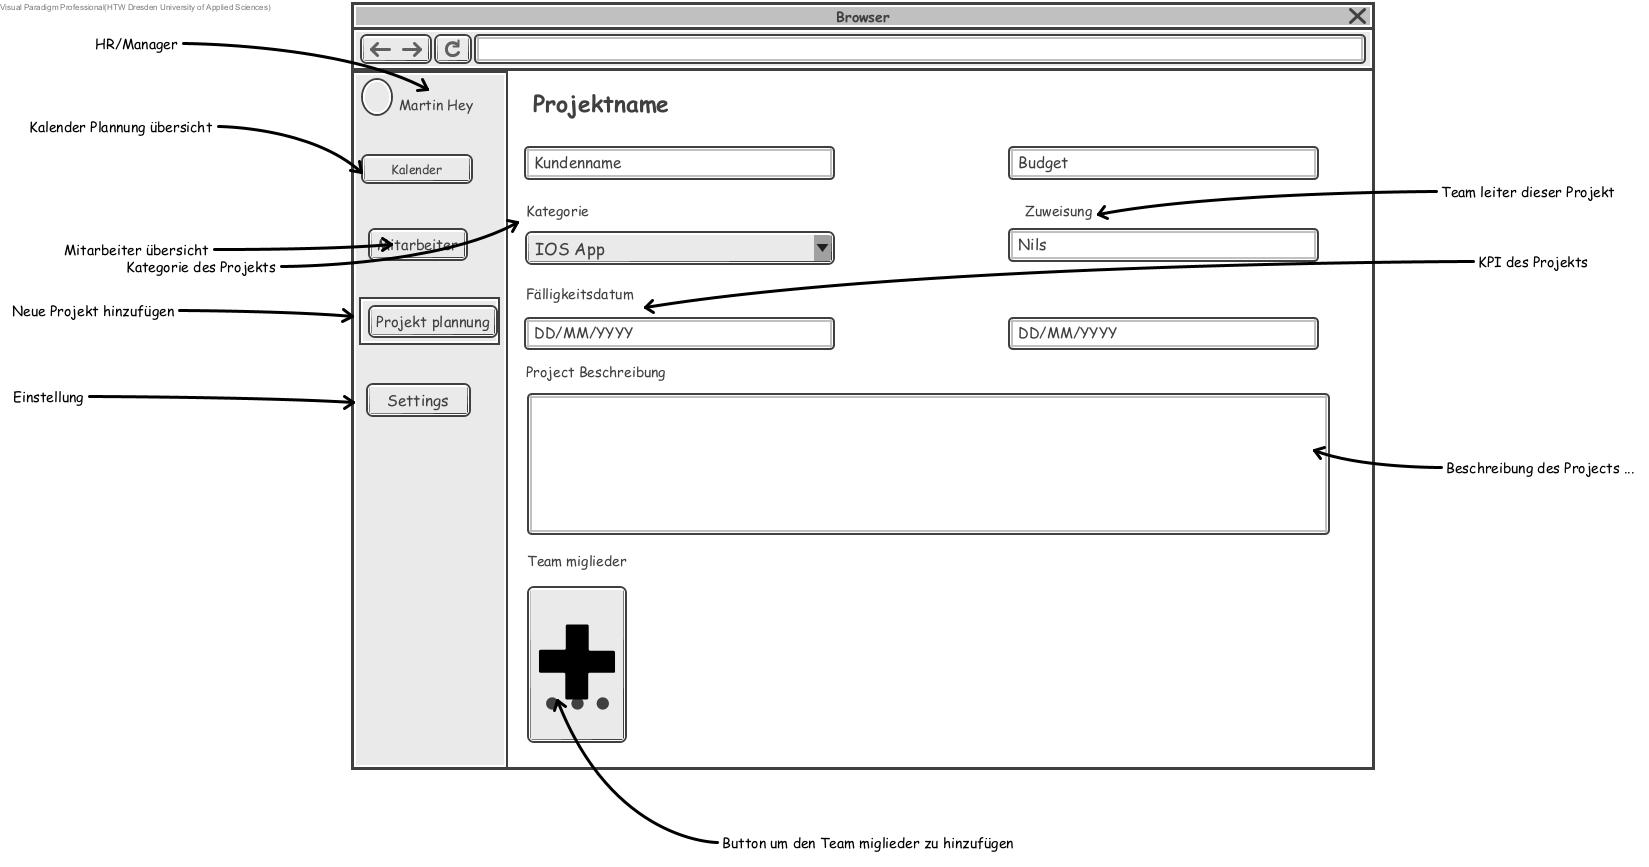 Visual Paradigm Professional(HTW Dresden University of Applied Sciences)
Browser
HR/Manager
Martin Hey
Projektname
Kalender Plannung übersicht
Kalender
Kundenname
Budget
Team leiter dieser Projekt
Kategorie
Zuweisung
Mitarbeiter übersicht
Mitarbeiter
IOS App
Nils
Kategorie des Projekts
KPI des Projekts
Fälligkeitsdatum
Neue Projekt hinzufügen
Projekt plannung
DD/MM/YYYY
DD/MM/YYYY
Project Beschreibung
Einstellung
Settings
Beschreibung des Projects ...
Team miglieder
Button um den Team miglieder zu hinzufügen